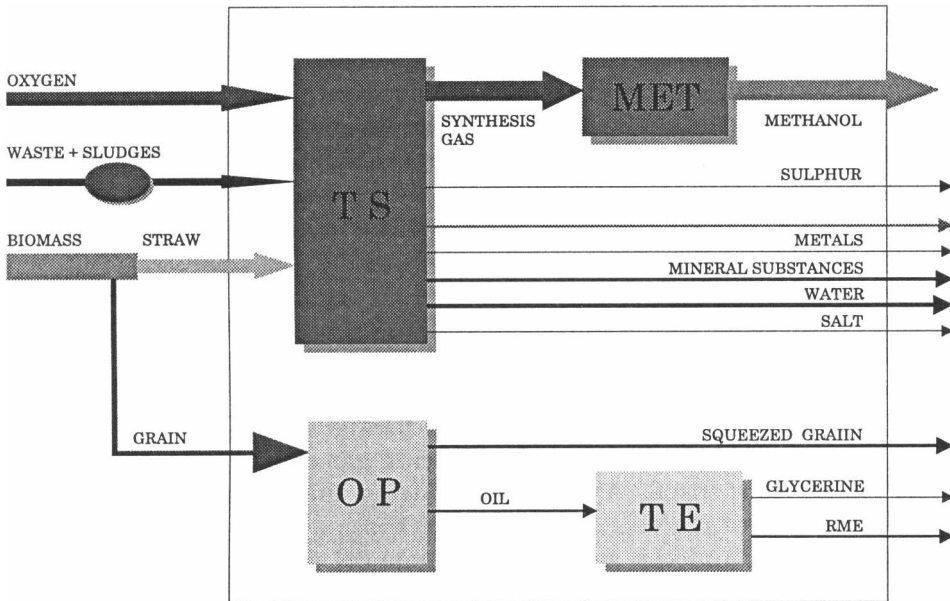 OXYGEN
WASTE + SLUDGES
BIOMASS
STRAW
T S
SYNTHESIS
GAS
MET
METHANOL
SULPHUR
METALS
MINERAL SUBSTANCES
WATER
SALT
GRAIN
O P
SQUEEZED GRAIIN
OIL
T E
GLYCERINE
RME